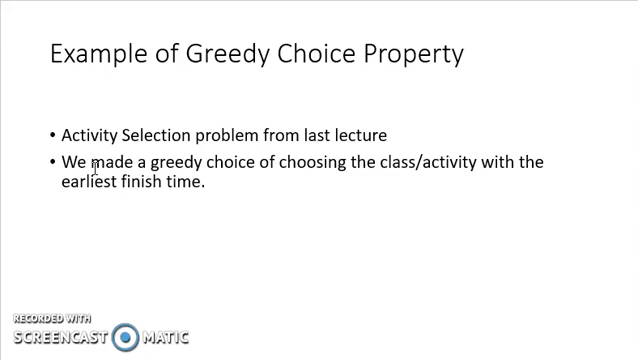 Example of Greedy Choice Property
• Activity Selection problem from last lecture
• We made a greedy choice of choosing the class/activity with the
earliest finish time.
RECORDED WITH
SCREENCAST MATIC